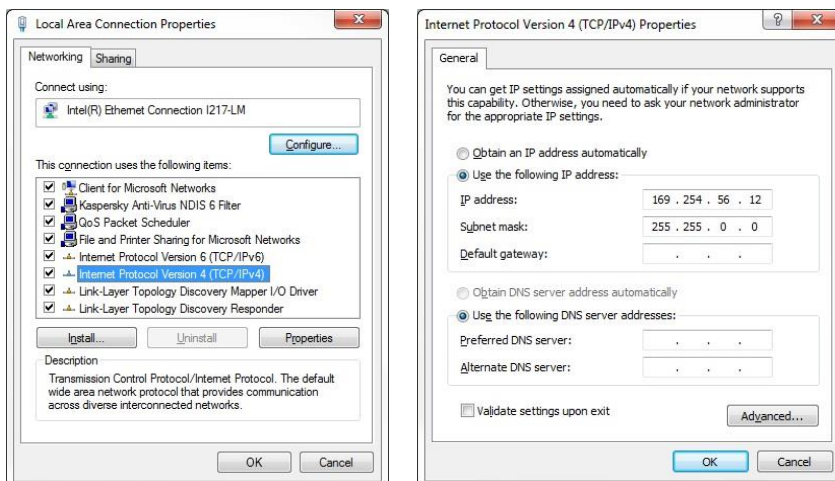 Local Area Connection Properties
Networking
Sharing
Connect using:
Intel(R) Ethernet Connection I217-LM
Configure...
This connection uses the following items:
Client for Microsoft Networks
Kaspersky Anti-Virus NDIS 6 Filter
QoS Packet Scheduler
File and Printer Sharing for Microsoft Networks
Internet Protocol Version 6 (TCP/IPv6)
Internet Protocol Version 4 (TCP/IPv4)
Link-Layer Topology Discovery Mapper I/O Driver
Link-Layer Topology Discovery Responder
Install...
Uninstall
Properties
Description
Transmission Control Protocol/Internet Protocol. The default
wide area network protocol that provides communication
across diverse interconnected networks.
OK
Cancel
Internet Protocol Version 4 (TCP/IPv4) Properties
General
You can get IP settings assigned automatically if your network supports
this capability. Otherwise, you need to ask your network administrator
for the appropriate IP settings.
Obtain an IP address automatically
Use the following IP address:
IP address: 169 . 254 . 56 . 12
Subnet mask: 255 . 255 . 0 . 0
Default gateway: . . .
Obtain DNS server address automatically
Use the following DNS server addresses:
Preferred DNS server: . . .
Alternate DNS server: . . .
Validate settings upon exit
Advanced...
OK
Cancel